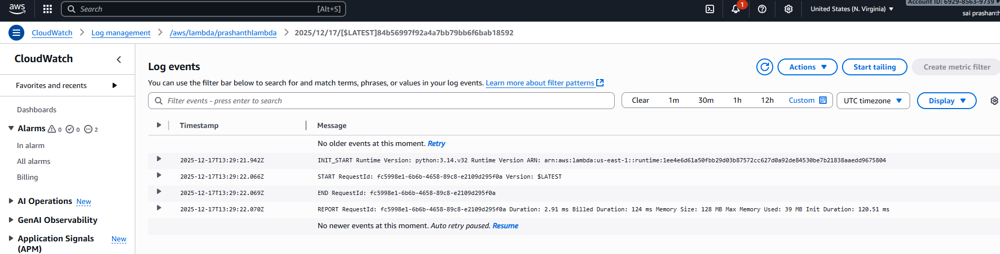 aws
Search [Alt+S]
1
United States (N. Virginia)
Account ID: 6929-8563-9739
sai prashanth
CloudWatch > Log management > /aws/lambda/prashanthlambda > 2025/12/17/[$LATEST]84b56997f92a4a7bb79bb6f6bab18592
CloudWatch
Favorites and recents
Dashboards
Alarms 0 0 2
In alarm
All alarms
Billing
AI Operations New
GenAI Observability
Application Signals New
(APM)
Log events
Actions
Start tailing
Create metric filter
You can use the filter bar below to search for and match terms, phrases, or values in your log events. Learn more about filter patterns
Filter events - press enter to search
Clear 1m 30m 1h 12h Custom
UTC timezone
Display
Timestamp Message
No older events at this moment. Retry
2025-12-17T13:29:21.942Z INIT_START Runtime Version: python:3.14.v32 Runtime Version ARN: arn:aws:lambda:us-east-1::runtime:1ee4e6d61a50fbb29d03b87572cc627d0a92de84530be7b21838aaedd9675804
2025-12-17T13:29:22.066Z START RequestId: fc5998e1-6b6b-4658-89c8-e2109d295f0a Version: $LATEST
2025-12-17T13:29:22.069Z END RequestId: fc5998e1-6b6b-4658-89c8-e2109d295f0a
2025-12-17T13:29:22.070Z REPORT RequestId: fc5998e1-6b6b-4658-89c8-e2109d295f0a Duration: 2.91 ms Billed Duration: 124 ms Memory Size: 128 MB Max Memory Used: 39 MB Init Duration: 120.51 ms
No newer events at this moment. Auto retry paused. Resume